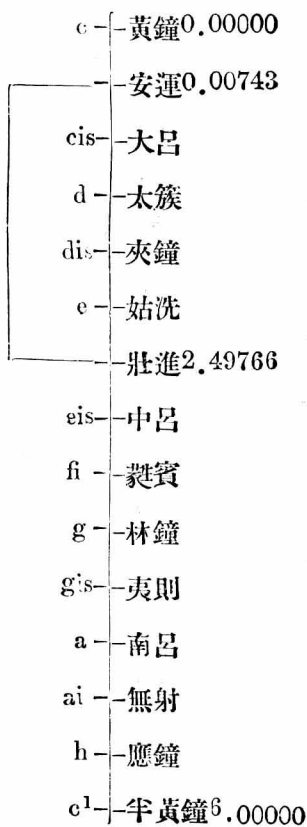 c 黃鐘0.00000
安運0.00743
cis 大呂
d 太簇
dis 夾鐘
e 姑洗
壯進2.49766
eis 中呂
fi 蕤賓
g 林鐘
gis 夷則
a 南呂
ai 無射
h 應鐘
c¹ 半黃鐘6.00000